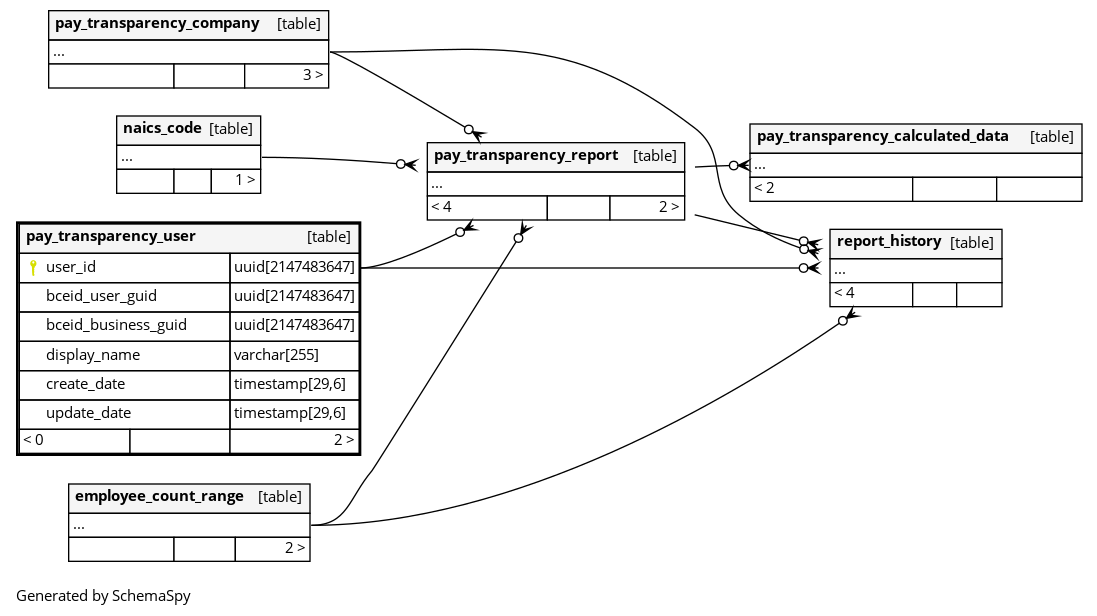 pay_transparency_company [table]
...
3 >
naics_code [table]
...
1 >
pay_transparency_report [table]
...
< 4 2 >
pay_transparency_calculated_data [table]
...
< 2
pay_transparency_user [table]
user_id uuid[2147483647]
bceid_user_guid uuid[2147483647]
bceid_business_guid uuid[2147483647]
display_name varchar[255]
create_date timestamp[29,6]
update_date timestamp[29,6]
< 0 2 >
report_history [table]
...
< 4
employee_count_range [table]
...
2 >
Generated by SchemaSpy